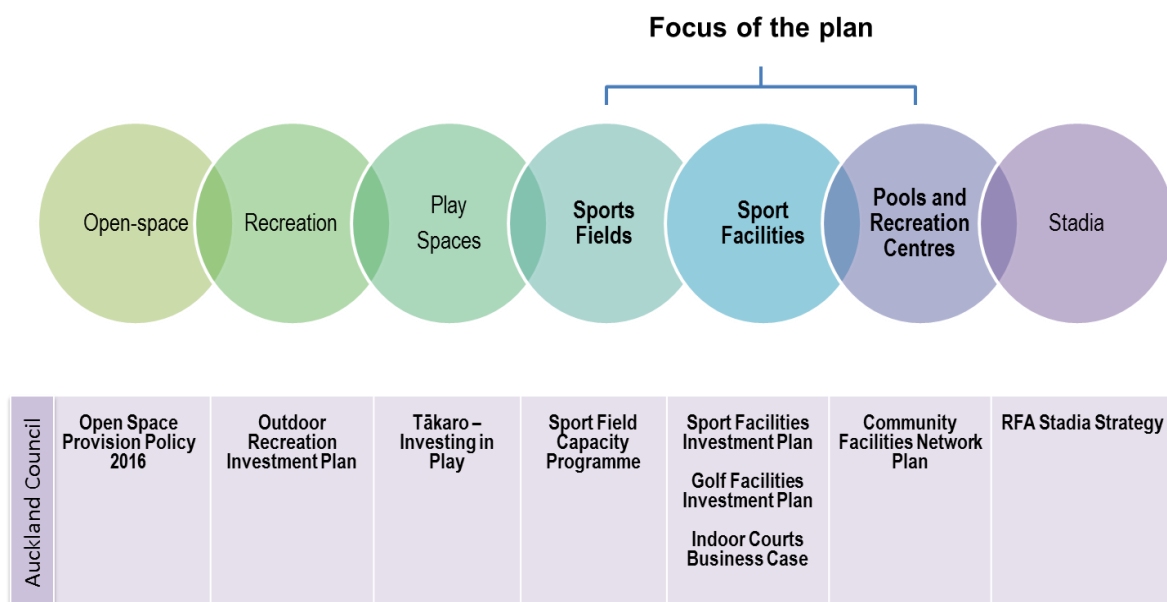 Focus of the plan
Open-space
Recreation
Play
Spaces
Sports
Fields
Sport
Facilities
Pools and
Recreation
Centres
Stadia
Auckland Council
Open Space
Provision Policy
2016
Outdoor
Recreation
Investment Plan
Tākaro –
Investing in
Play
Sport Field
Capacity
Programme
Sport Facilities
Investment Plan
Golf Facilities
Investment Plan
Indoor Courts
Business Case
Community
Facilities Network
Plan
RFA Stadia Strategy